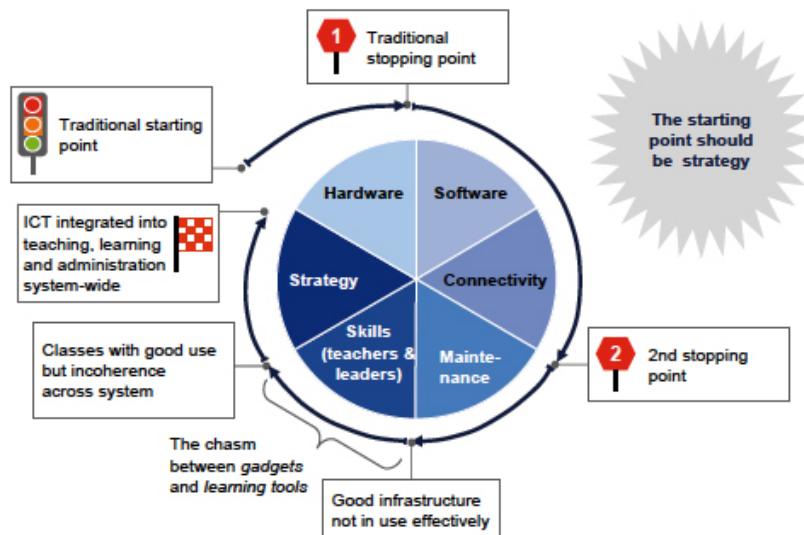 1
Traditional
stopping point
Traditional starting
point
The starting
point should
be strategy
Hardware
Software
ICT integrated into
teaching, learning
and administration
system-wide
Strategy
Connectivity
Skills
(teachers &
leaders)
Mainte-
nance
Classes with good use
but incoherence
across system
2
2nd stopping
point
The chasm
between gadgets
and learning tools
Good infrastructure
not in use effectively